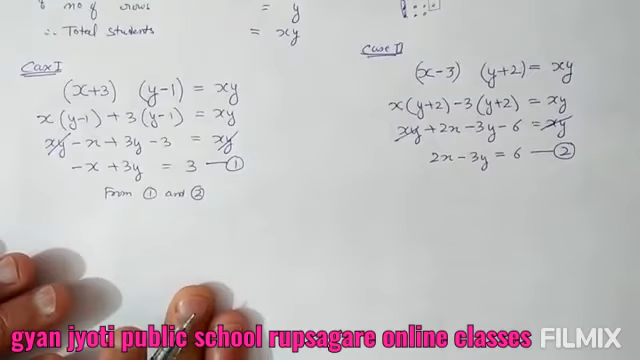 no of rows = y
∴ Total students = xy
Case I
(x+3) (y-1) = xy
x(y-1) + 3(y-1) = xy
xy - x + 3y - 3 = xy
-x + 3y = 3 — ①
From ① and ②
Case II
(x-3) (y+2) = xy
x(y+2) - 3(y+2) = xy
xy + 2x - 3y - 6 = xy
2x - 3y = 6 — ②
gyan jyoti public school rupsagare online classes
FILMIX